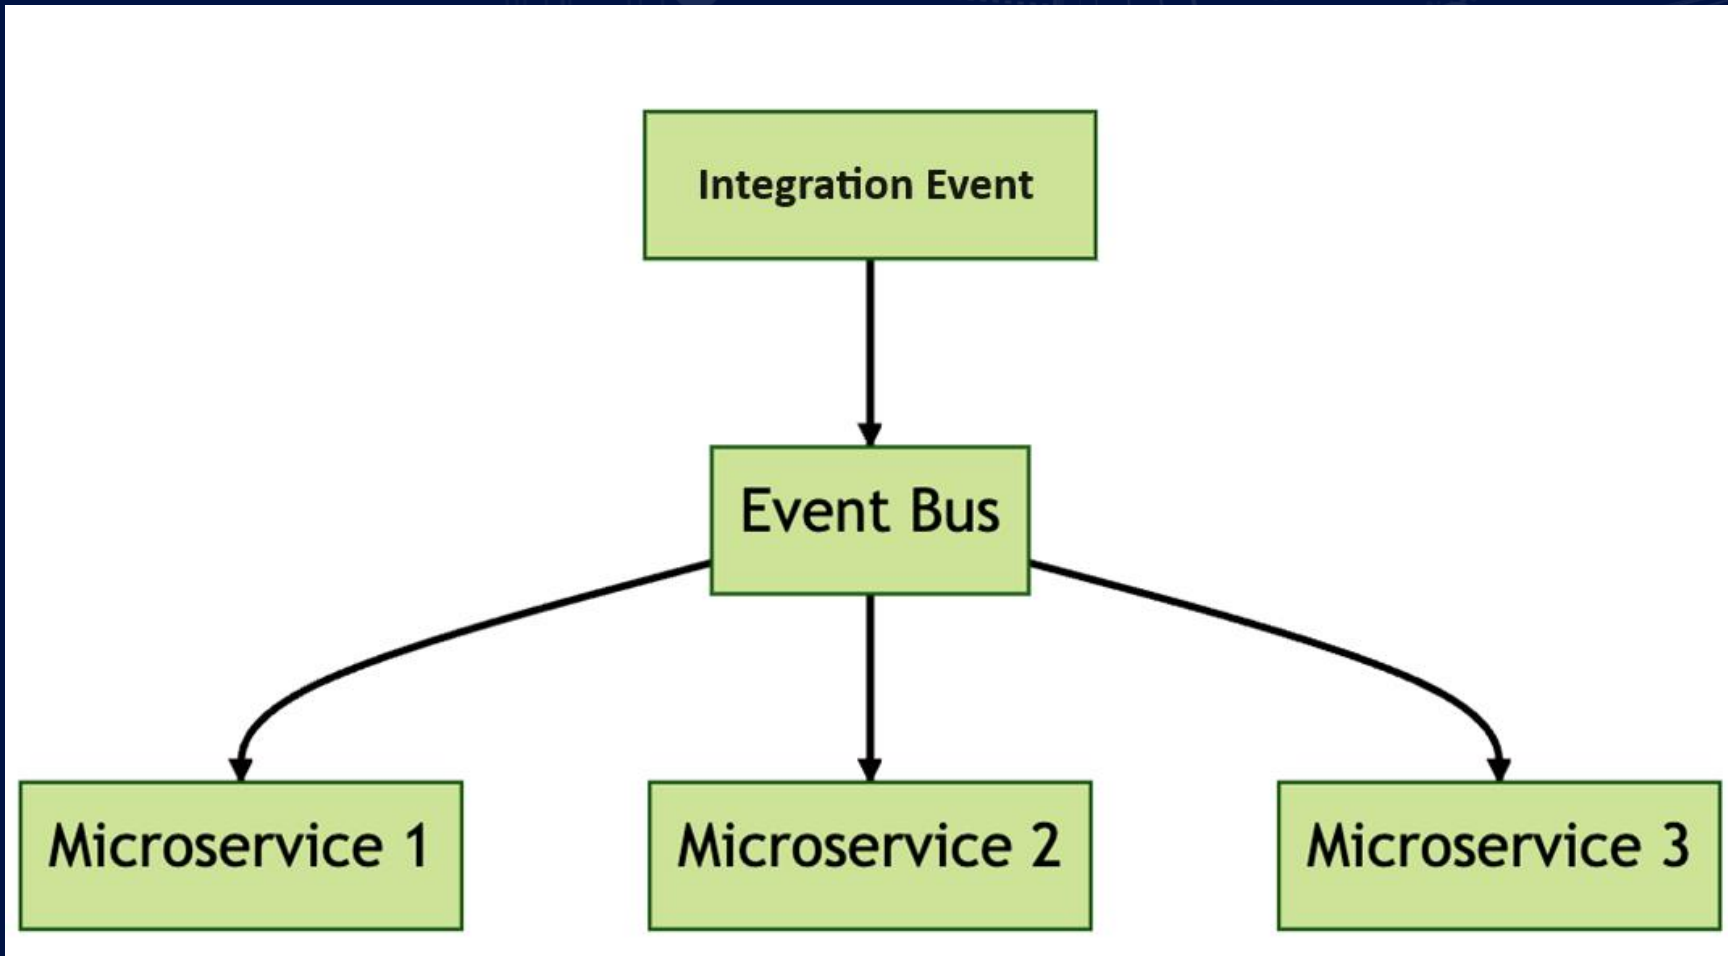 Integration Event
Event Bus
Microservice 1
Microservice 2
Microservice 3